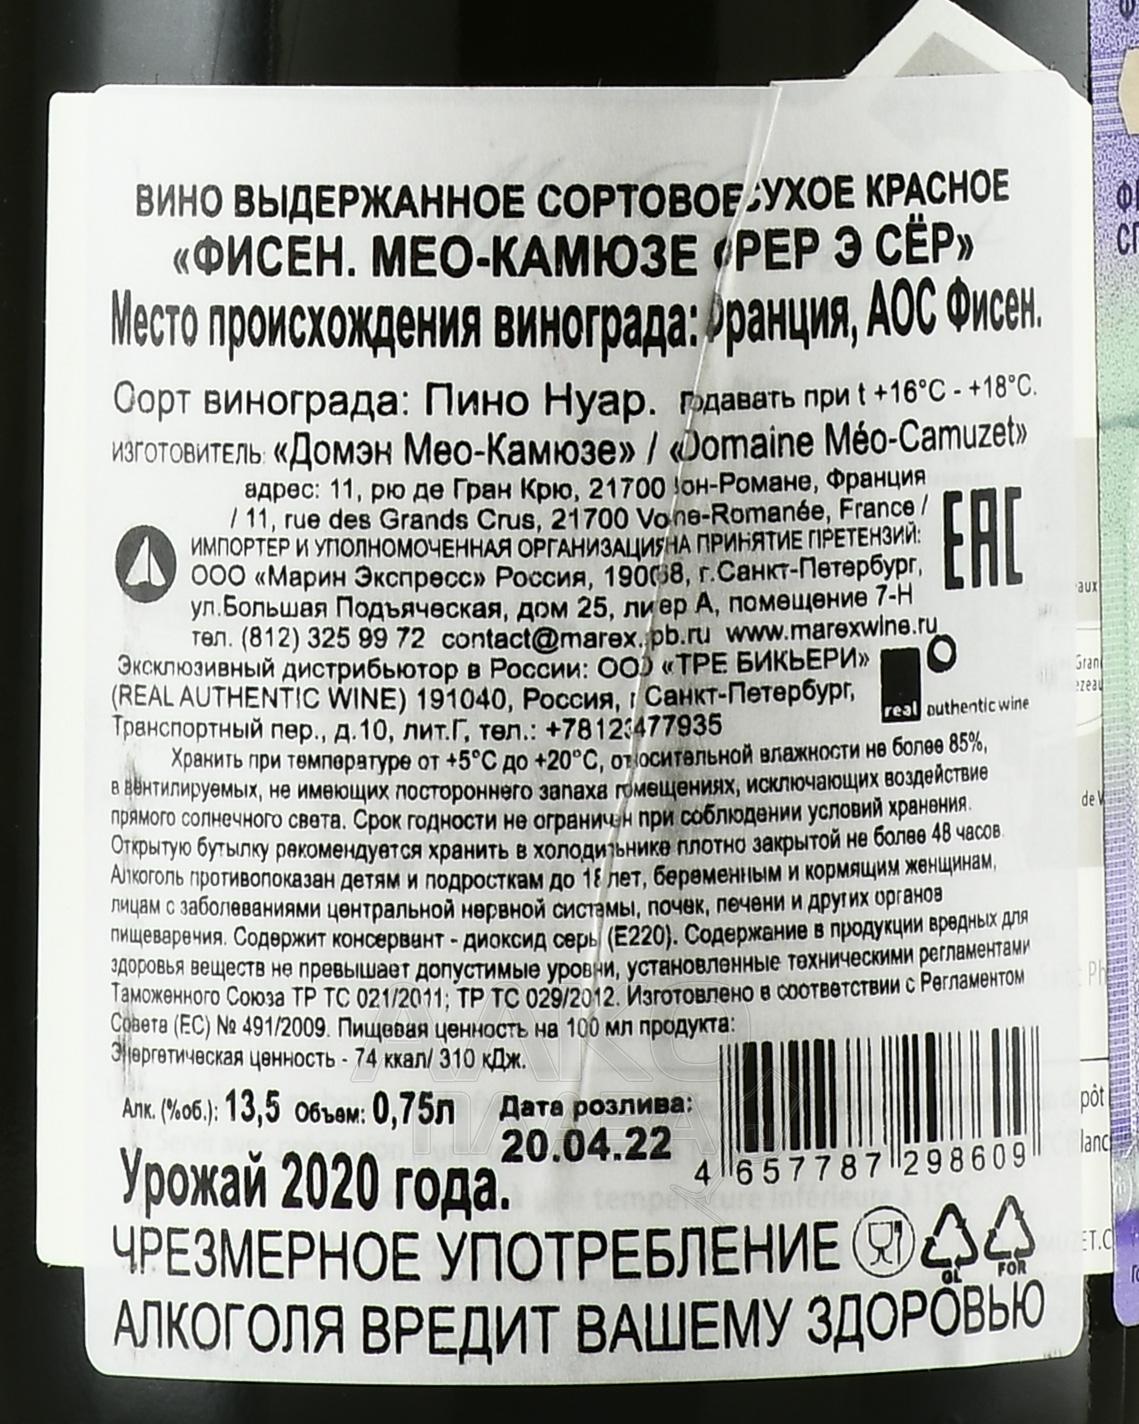 ВИНО ВЫДЕРЖАННОЕ СОРТОВОЕ СУХОЕ КРАСНОЕ
«ФИСЕН. МЕО-КАМЮЗЕ ФРЕР Э СЁР»
Место происхождения винограда: Франция, АОС Фисен.
Сорт винограда: Пино Нуар. подавать при t +16°С - +18°С.
ИЗГОТОВИТЕЛЬ: «Домэн Мео-Камюзе» / «Domaine Méo-Camuzet»
адрес: 11, рю де Гран Крю, 21700 Вон-Романе, Франция
/ 11, rue des Grands Crus, 21700 Vosne-Romanée, France /
ИМПОРТЕР И УПОЛНОМОЧЕННАЯ ОРГАНИЗАЦИЯ НА ПРИНЯТИЕ ПРЕТЕНЗИЙ:
ООО «Марин Экспресс» Россия, 190068, г.Санкт-Петербург,
ул.Большая Подъяческая, дом 25, литер А, помещение 7-Н
тел. (812) 325 99 72 contact@marex.spb.ru www.marexwine.ru
EAC
Эксклюзивный дистрибьютор в России: ООО «ТРЕ БИКЬЕРИ»
(REAL AUTHENTIC WINE) 191040, Россия, г.Санкт-Петербург,
Транспортный пер., д.10, лит.Г, тел.: +78123477935
real authentic wine
Хранить при температуре от +5°С до +20°С, относительной влажности не более 85%,
в вентилируемых, не имеющих постороннего запаха помещениях, исключающих воздействие
прямого солнечного света. Срок годности не ограничен при соблюдении условий хранения.
Открытую бутылку рекомендуется хранить в холодильнике плотно закрытой не более 48 часов.
Алкоголь противопоказан детям и подросткам до 18 лет, беременным и кормящим женщинам,
лицам с заболеваниями центральной нервной системы, почек, печени и других органов
пищеварения. Содержит консервант - диоксид серы (Е220). Содержание в продукции вредных для
здоровья веществ не превышает допустимые уровни, установленные техническими регламентами
Таможенного Союза ТР ТС 021/2011; ТР ТС 029/2012. Изготовлено в соответствии с Регламентом
Совета (ЕС) № 491/2009. Пищевая ценность на 100 мл продукта:
Энергетическая ценность - 74 ккал/ 310 кДж.
Алк. (%об.): 13,5 Объем: 0,75л Дата розлива:
20.04.22
4 657787 298609
Урожай 2020 года.
ЧРЕЗМЕРНОЕ УПОТРЕБЛЕНИЕ
АЛКОГОЛЯ ВРЕДИТ ВАШЕМУ ЗДОРОВЬЮ
GL
FOR